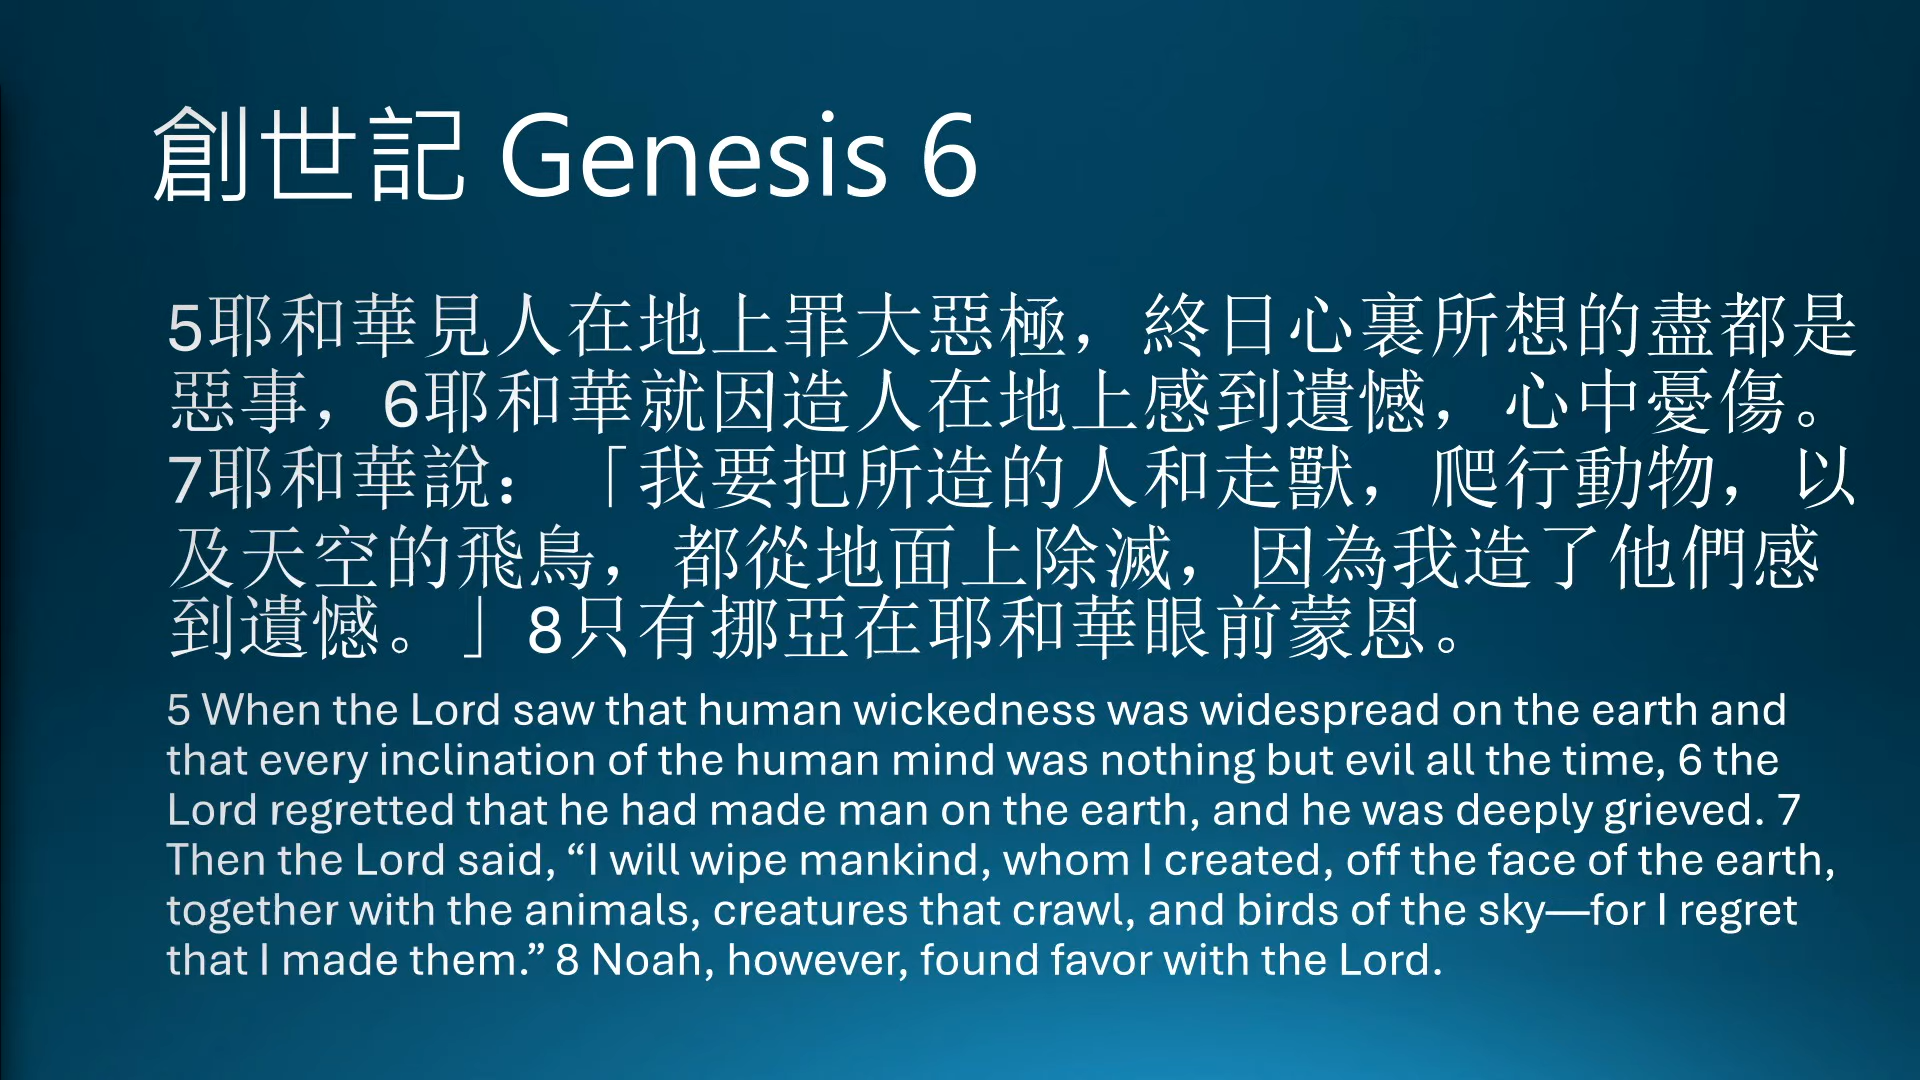 創世記 Genesis 6
5耶和華見人在地上罪大惡極，終日心裏所想的盡都是
惡事，6耶和華就因造人在地上感到遺憾，心中憂傷。
7耶和華說：「我要把所造的人和走獸，爬行動物，以
及天空的飛鳥，都從地面上除滅，因為我造了他們感
到遺憾。」8只有挪亞在耶和華眼前蒙恩。
5 When the Lord saw that human wickedness was widespread on the earth and
that every inclination of the human mind was nothing but evil all the time, 6 the
Lord regretted that he had made man on the earth, and he was deeply grieved. 7
Then the Lord said, “I will wipe mankind, whom I created, off the face of the earth,
together with the animals, creatures that crawl, and birds of the sky—for I regret
that I made them.” 8 Noah, however, found favor with the Lord.